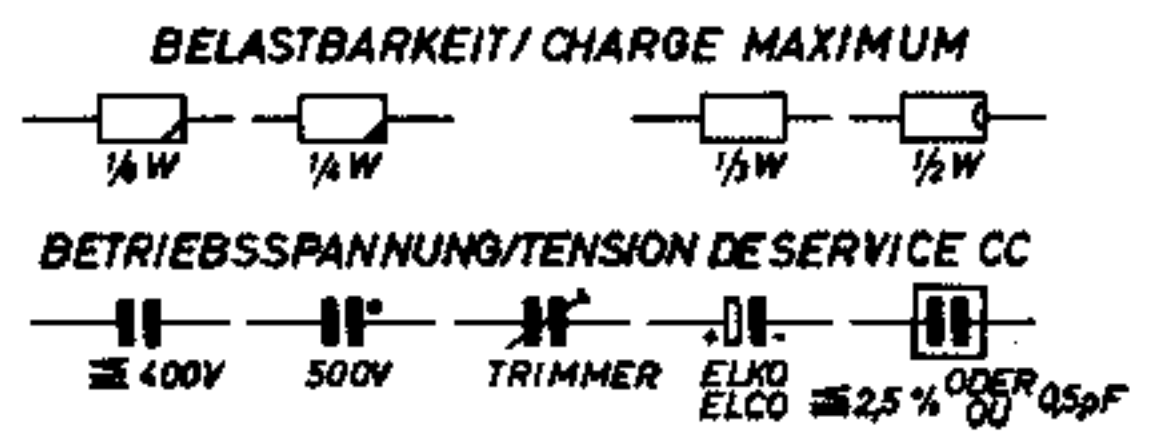 BELASTBARKEIT/ CHARGE MAXIMUM
1/8 W 1/4 W 1/3 W 1/2 W
BETRIEBSSPANNUNG/TENSION DE SERVICE CC
≦ 400V 500V TRIMMER ELKO ELCO ≦ 2,5 % ODER OU 0,5pF